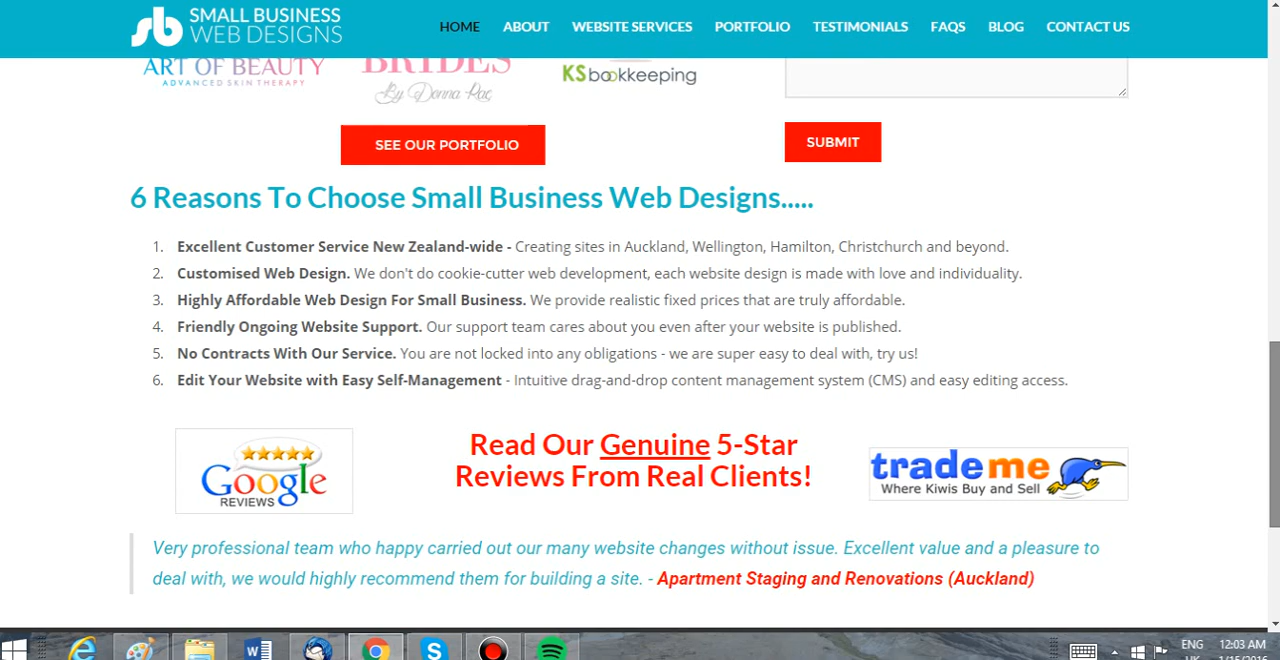 SMALL BUSINESS
WEB DESIGNS
HOME ABOUT WEBSITE SERVICES PORTFOLIO TESTIMONIALS FAQS BLOG CONTACT US
ART OF BEAUTY
ADVANCED SKIN THERAPY
BRIDES
By Donna Rae
KSbookkeeping
SEE OUR PORTFOLIO
SUBMIT
6 Reasons To Choose Small Business Web Designs.....
1. Excellent Customer Service New Zealand-wide - Creating sites in Auckland, Wellington, Hamilton, Christchurch and beyond.
2. Customised Web Design. We don't do cookie-cutter web development, each website design is made with love and individuality.
3. Highly Affordable Web Design For Small Business. We provide realistic fixed prices that are truly affordable.
4. Friendly Ongoing Website Support. Our support team cares about you even after your website is published.
5. No Contracts With Our Service. You are not locked into any obligations - we are super easy to deal with, try us!
6. Edit Your Website with Easy Self-Management - Intuitive drag-and-drop content management system (CMS) and easy editing access.
Google
REVIEWS
Read Our Genuine 5-Star
Reviews From Real Clients!
trademe
Where Kiwis Buy and Sell
Very professional team who happy carried out our many website changes without issue. Excellent value and a pleasure to
deal with, we would highly recommend them for building a site. - Apartment Staging and Renovations (Auckland)
ENG 12:03 AM
UK 1/15/2016